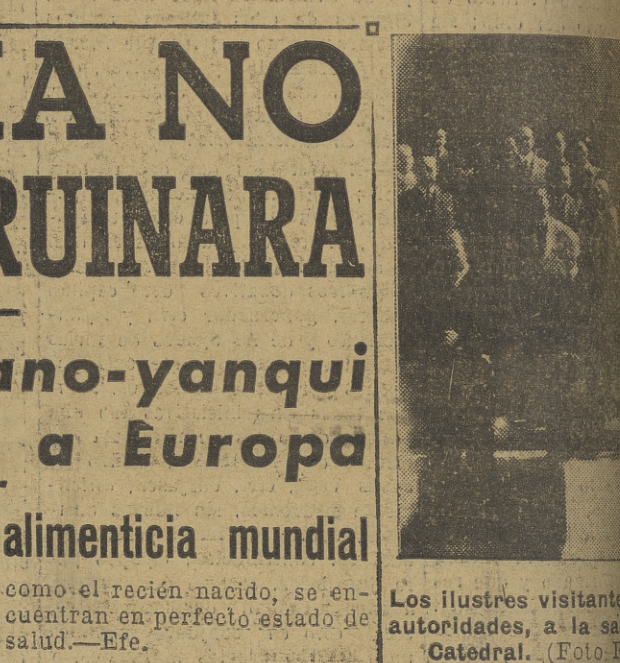 A NO
RUINARA
ano-yanqui
a Europa
alimenticia mundial
como el recién nacido, se en-
cuentran en perfecto estado de
salud.—Efe.
Los ilustres visitante
autoridades, a la sa
Catedral. (Foto